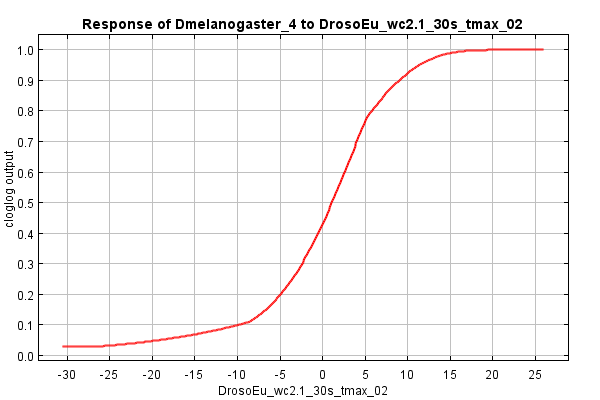 Response of Dmelanogaster_4 to DrosoEu_wc2.1_30s_tmax_02
cloglog output
1.0
0.9
0.8
0.7
0.6
0.5
0.4
0.3
0.2
0.1
0.0
-30 -25 -20 -15 -10 -5 0 5 10 15 20 25
DrosoEu_wc2.1_30s_tmax_02